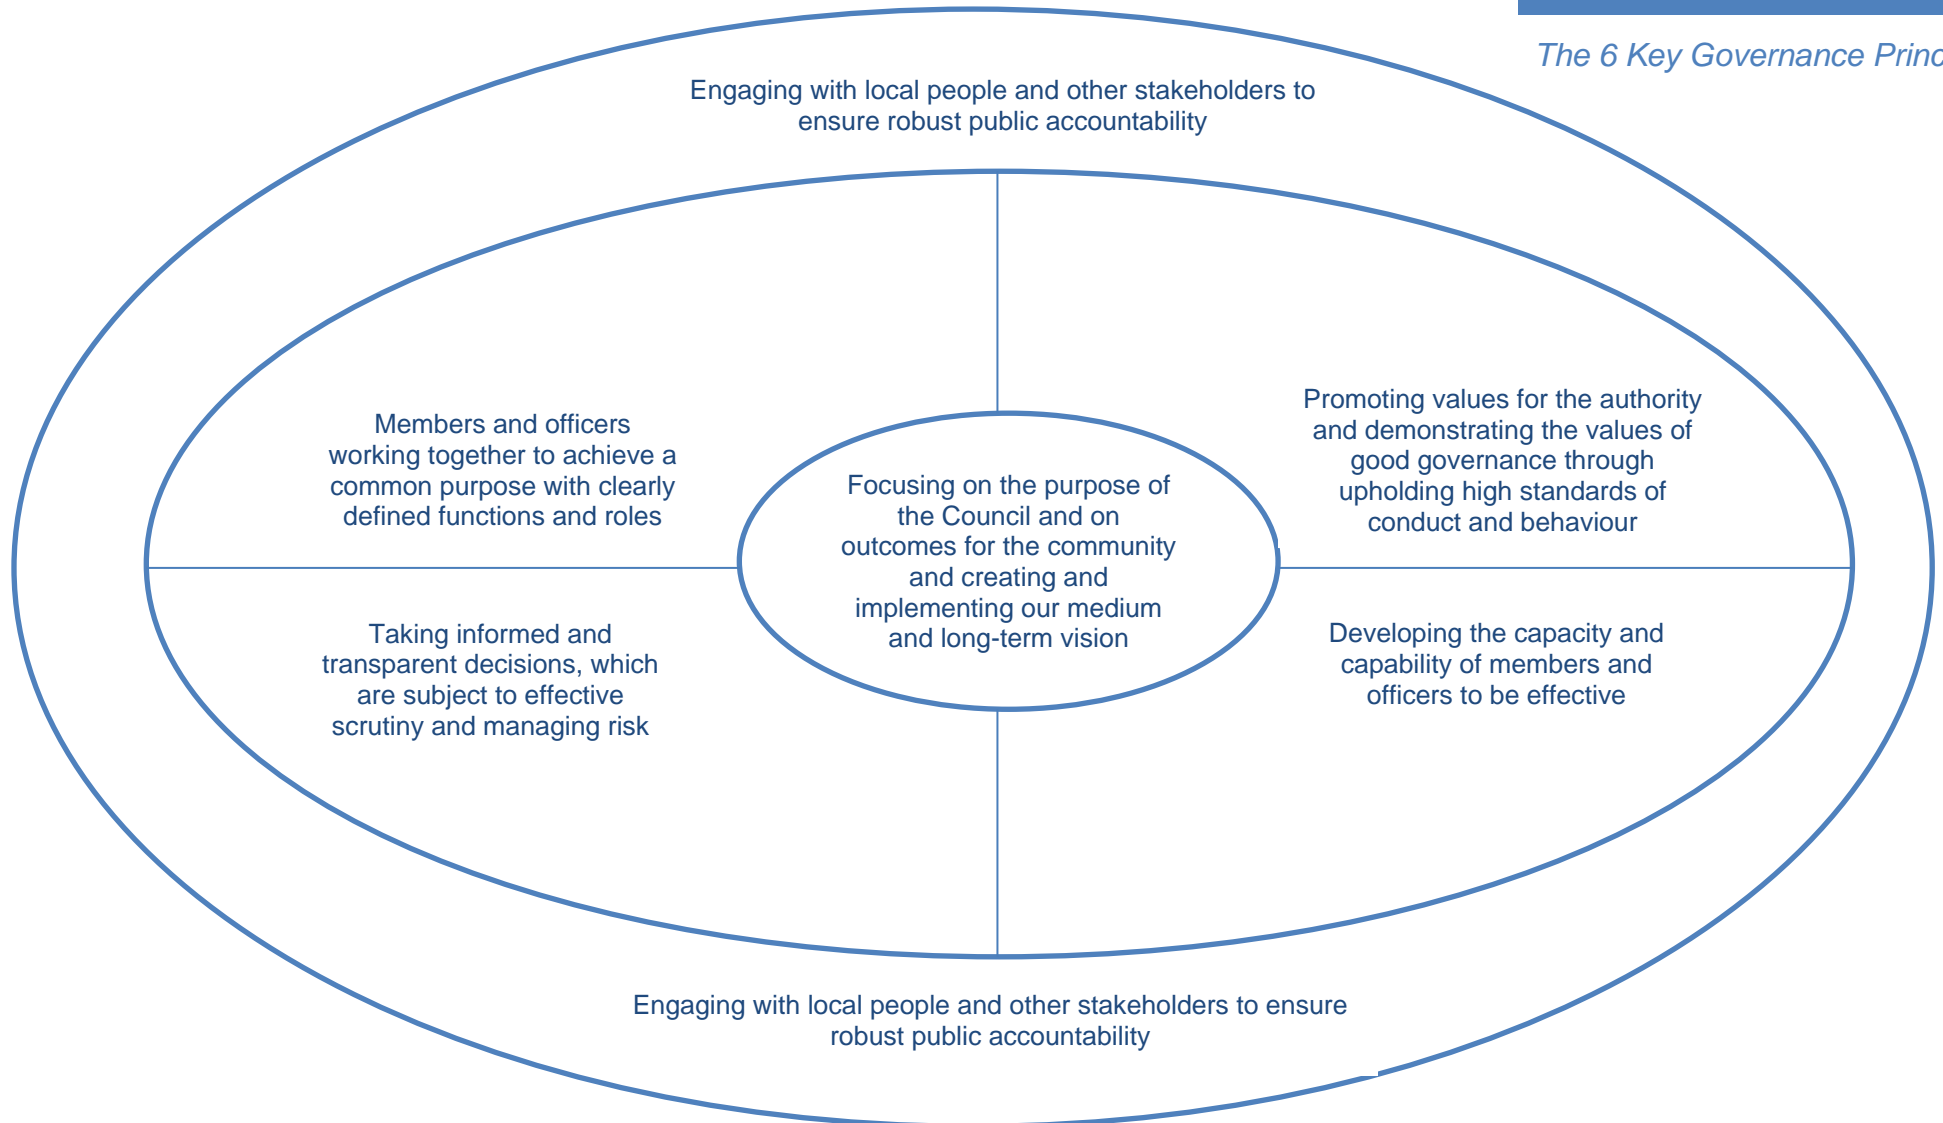 The 6 Key Governance Princ
Engaging with local people and other stakeholders to
ensure robust public accountability
Members and officers
working together to achieve a
common purpose with clearly
defined functions and roles
Promoting values for the authority
and demonstrating the values of
good governance through
upholding high standards of
conduct and behaviour
Focusing on the purpose of
the Council and on
outcomes for the community
and creating and
implementing our medium
and long-term vision
Taking informed and
transparent decisions, which
are subject to effective
scrutiny and managing risk
Developing the capacity and
capability of members and
officers to be effective
Engaging with local people and other stakeholders to ensure
robust public accountability